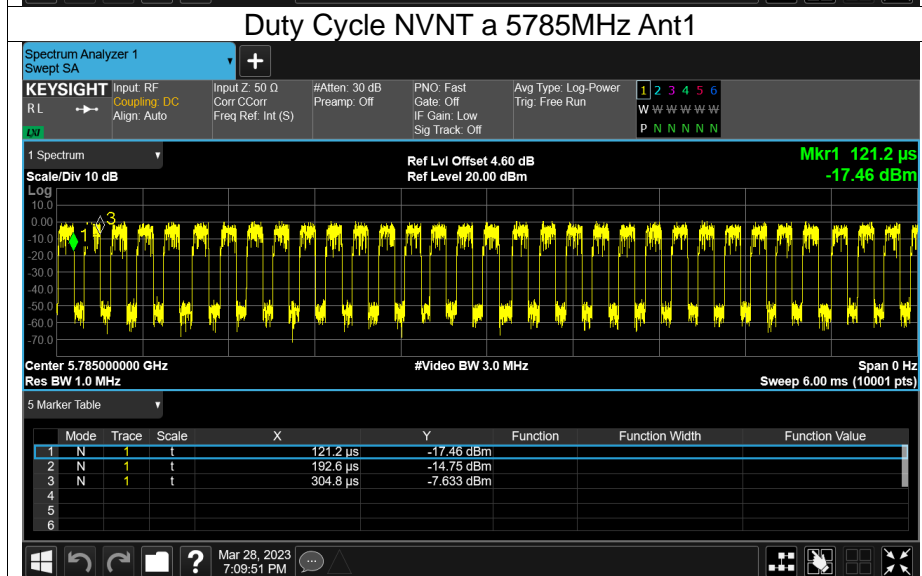 Duty Cycle NVNT a 5785MHz Ant1
Spectrum Analyzer 1
Swept SA
+
KEYSIGHT Input: RF Input Z: 50 Ω #Atten: 30 dB PNO: Fast Avg Type: Log-Power 1 2 3 4 5 6
RL Coupling: DC Corr CCorr Preamp: Off Gate: Off Trig: Free Run W W W W W W
Align: Auto Freq Ref: Int (S) IF Gain: Low
LXI Sig Track: Off P N N N N N
1 Spectrum Ref Lvl Offset 4.60 dB Mkr1 121.2 µs
Scale/Div 10 dB Ref Level 20.00 dBm -17.46 dBm
Log
10.0
0.00
-10.0
-20.0
-30.0
-40.0
-50.0
-60.0
-70.0
1 3
Center 5.785000000 GHz #Video BW 3.0 MHz Span 0 Hz
Res BW 1.0 MHz Sweep 6.00 ms (10001 pts)
5 Marker Table
Mode Trace Scale X Y Function Function Width Function Value
1 N 1 t 121.2 µs -17.46 dBm
2 N 1 t 192.6 µs -14.75 dBm
3 N 1 t 304.8 µs -7.633 dBm
4
5
6
? Mar 28, 2023
7:09:51 PM